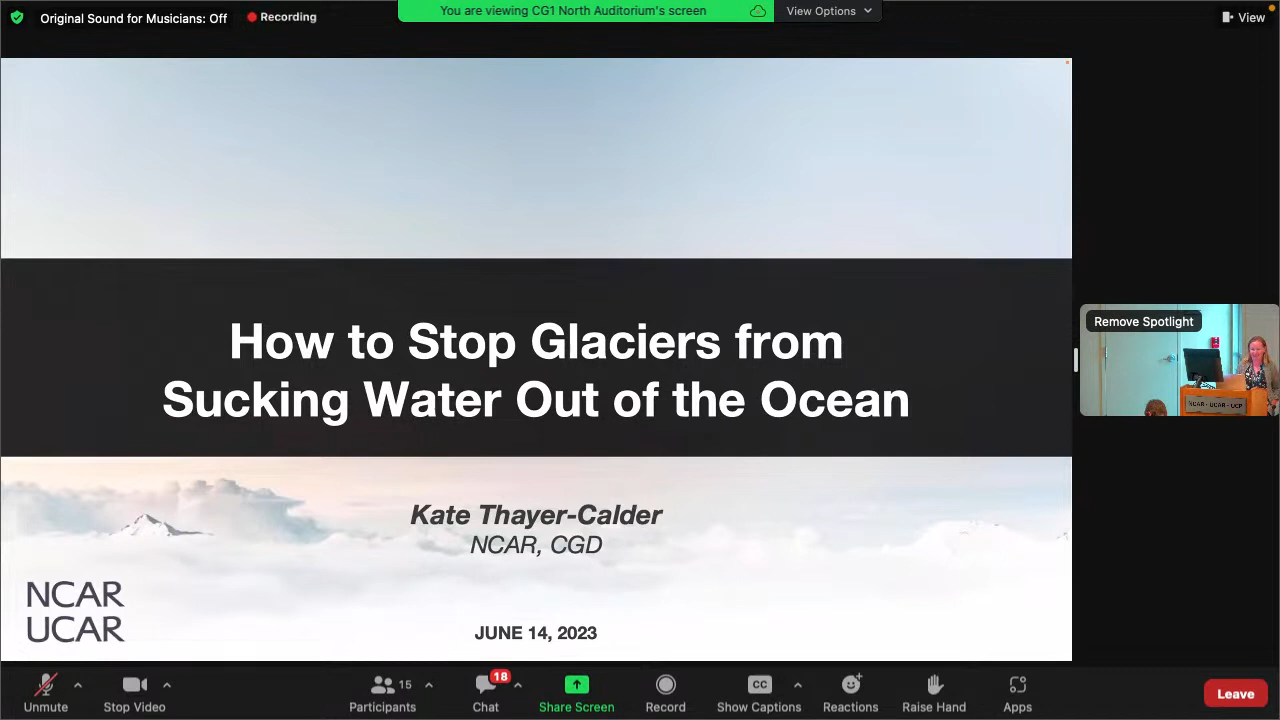 Original Sound for Musicians: Off
Recording
You are viewing CG1 North Auditorium's screen
View Options
View
How to Stop Glaciers from
Sucking Water Out of the Ocean
Remove Spotlight
NCAR - UCAR - UCP
Kate Thayer-Calder
NCAR, CGD
NCAR
UCAR
JUNE 14, 2023
Unmute
Stop Video
15
Participants
18
Chat
Share Screen
Record
CC
Show Captions
Reactions
Raise Hand
Apps
Leave